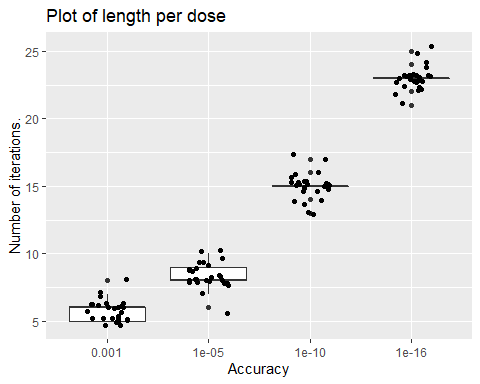 Plot of length per dose
Number of iterations.
25
20
15
10
5
0.001
1e-05
1e-10
1e-16
Accuracy